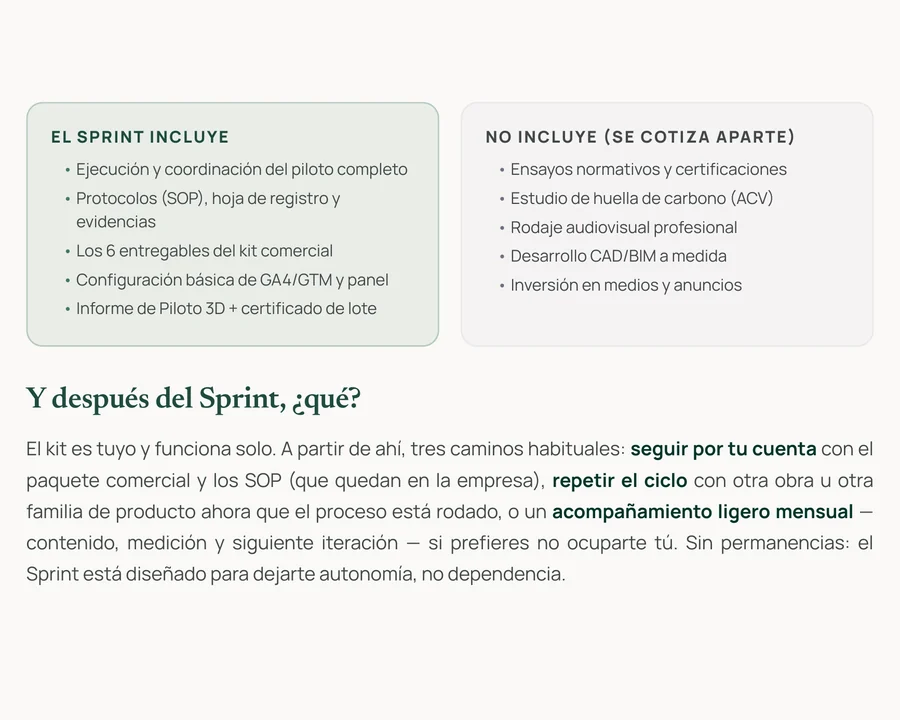 EL SPRINT INCLUYE
• Ejecución y coordinación del piloto completo
• Protocolos (SOP), hoja de registro y
evidencias
• Los 6 entregables del kit comercial
• Configuración básica de GA4/GTM y panel
• Informe de Piloto 3D + certificado de lote
NO INCLUYE (SE COTIZA APARTE)
• Ensayos normativos y certificaciones
• Estudio de huella de carbono (ACV)
• Rodaje audiovisual profesional
• Desarrollo CAD/BIM a medida
• Inversión en medios y anuncios
Y después del Sprint, ¿qué?
El kit es tuyo y funciona solo. A partir de ahí, tres caminos habituales: seguir por tu cuenta con el
paquete comercial y los SOP (que quedan en la empresa), repetir el ciclo con otra obra u otra
familia de producto ahora que el proceso está rodado, o un acompañamiento ligero mensual —
contenido, medición y siguiente iteración — si prefieres no ocuparte tú. Sin permanencias: el
Sprint está diseñado para dejarte autonomía, no dependencia.